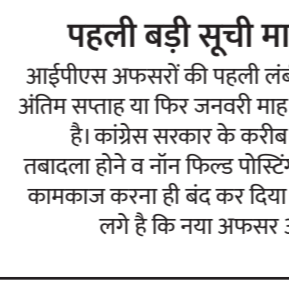 पहली बड़ी सूची मा
आईपीएस अफसरों की पहली लंब
अंतिम सप्ताह या फिर जनवरी माह
है। कांग्रेस सरकार के करीब
तबादला होने व नॉन फिल्ड पोस्टिंग
कामकाज करना ही बंद कर दिया
लगे है कि नया अफसर